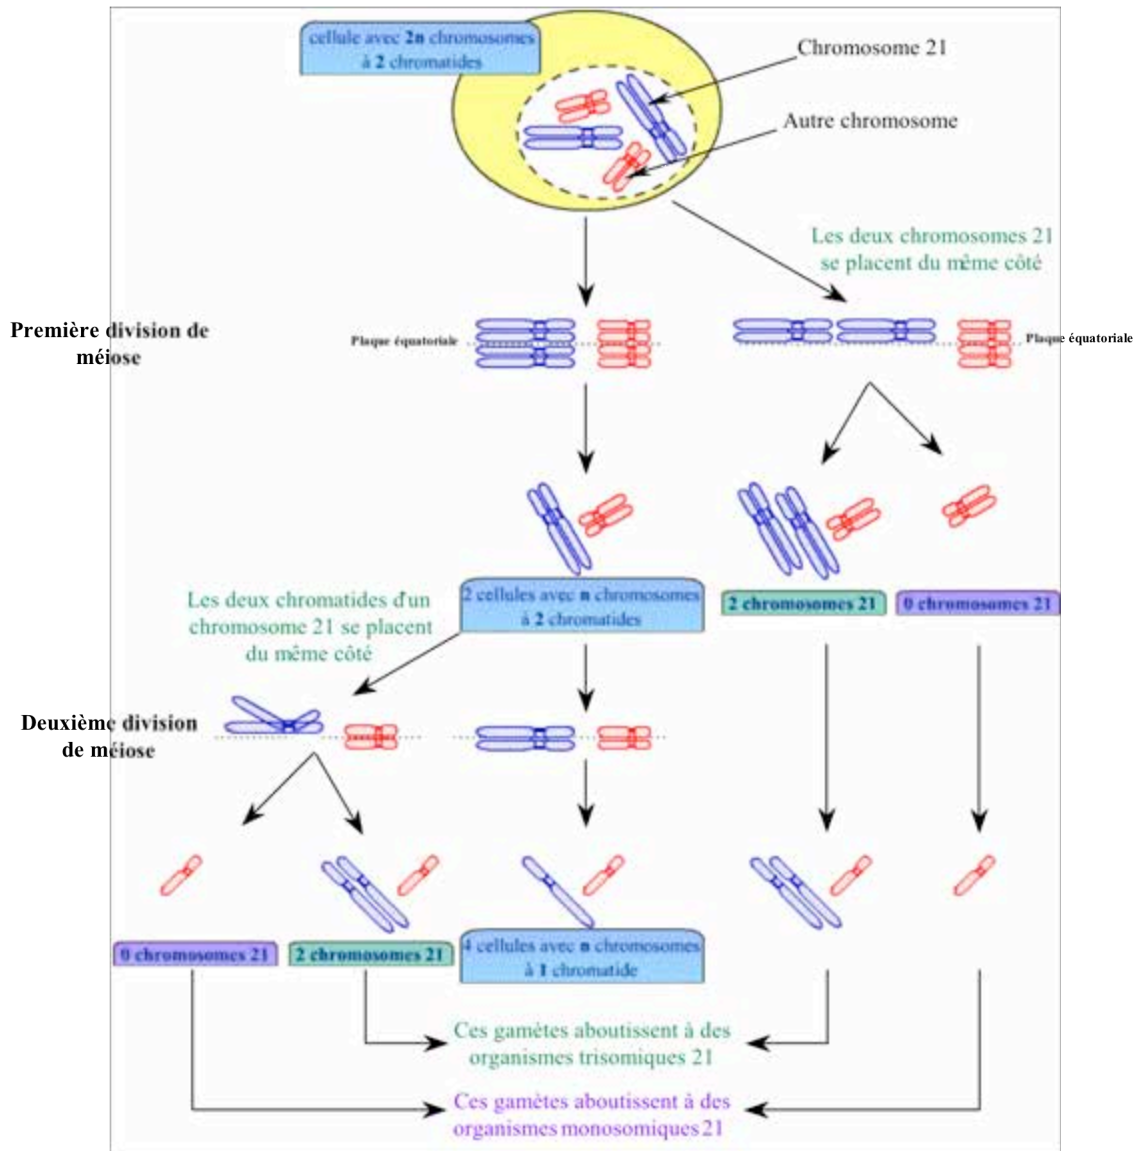 cellule avec 2n chromosomes
à 2 chromatides
Chromosome 21
Autre chromosome
Les deux chromosomes 21
se placent du même côté
Première division de
méiose
Plaque équatoriale
Plaque équatoriale
2 cellules avec n chromosomes
à 2 chromatides
2 chromosomes 21
0 chromosomes 21
Les deux chromatides d'un
chromosome 21 se placent
du même côté
Deuxième division
de méiose
0 chromosomes 21
2 chromosomes 21
4 cellules avec n chromosomes
à 1 chromatide
Ces gamètes aboutissent à des
organismes trisomiques 21
Ces gamètes aboutissent à des
organismes monosomiques 21